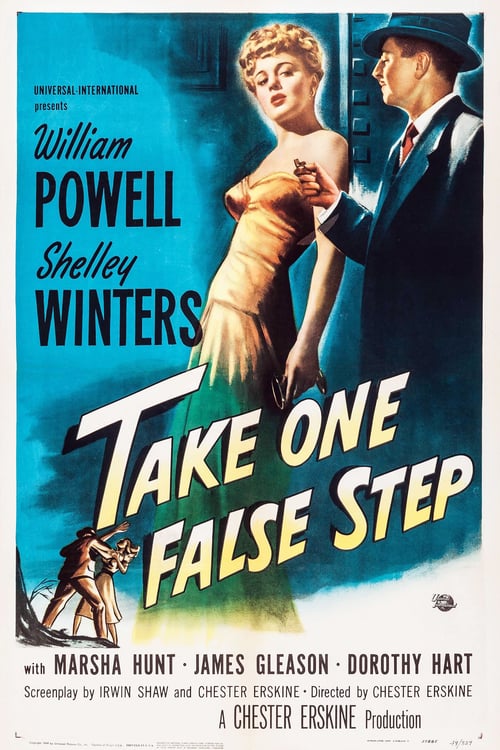 UNIVERSAL-INTERNATIONAL
presents
William
POWELL
Shelley
WINTERS
TAKE ONE
FALSE STEP
with MARSHA HUNT · JAMES GLEASON · DOROTHY HART
Screenplay by IRWIN SHAW and CHESTER ERSKINE · Directed by CHESTER ERSKINE
A CHESTER ERSKINE Production